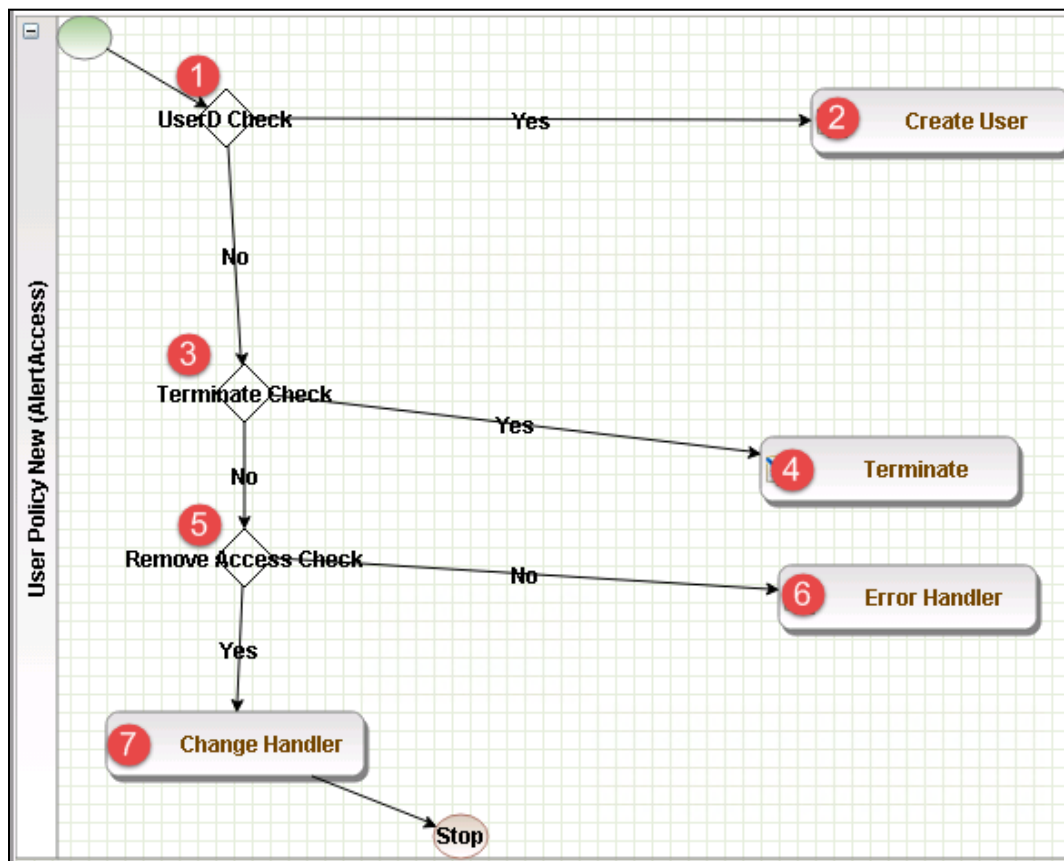 User Policy New (AlertAccess)
1
UserD Check
Yes
2
Create User
No
3
Terminate Check
Yes
4
Terminate
No
5
Remove Access Check
No
6
Error Handler
Yes
7
Change Handler
Stop